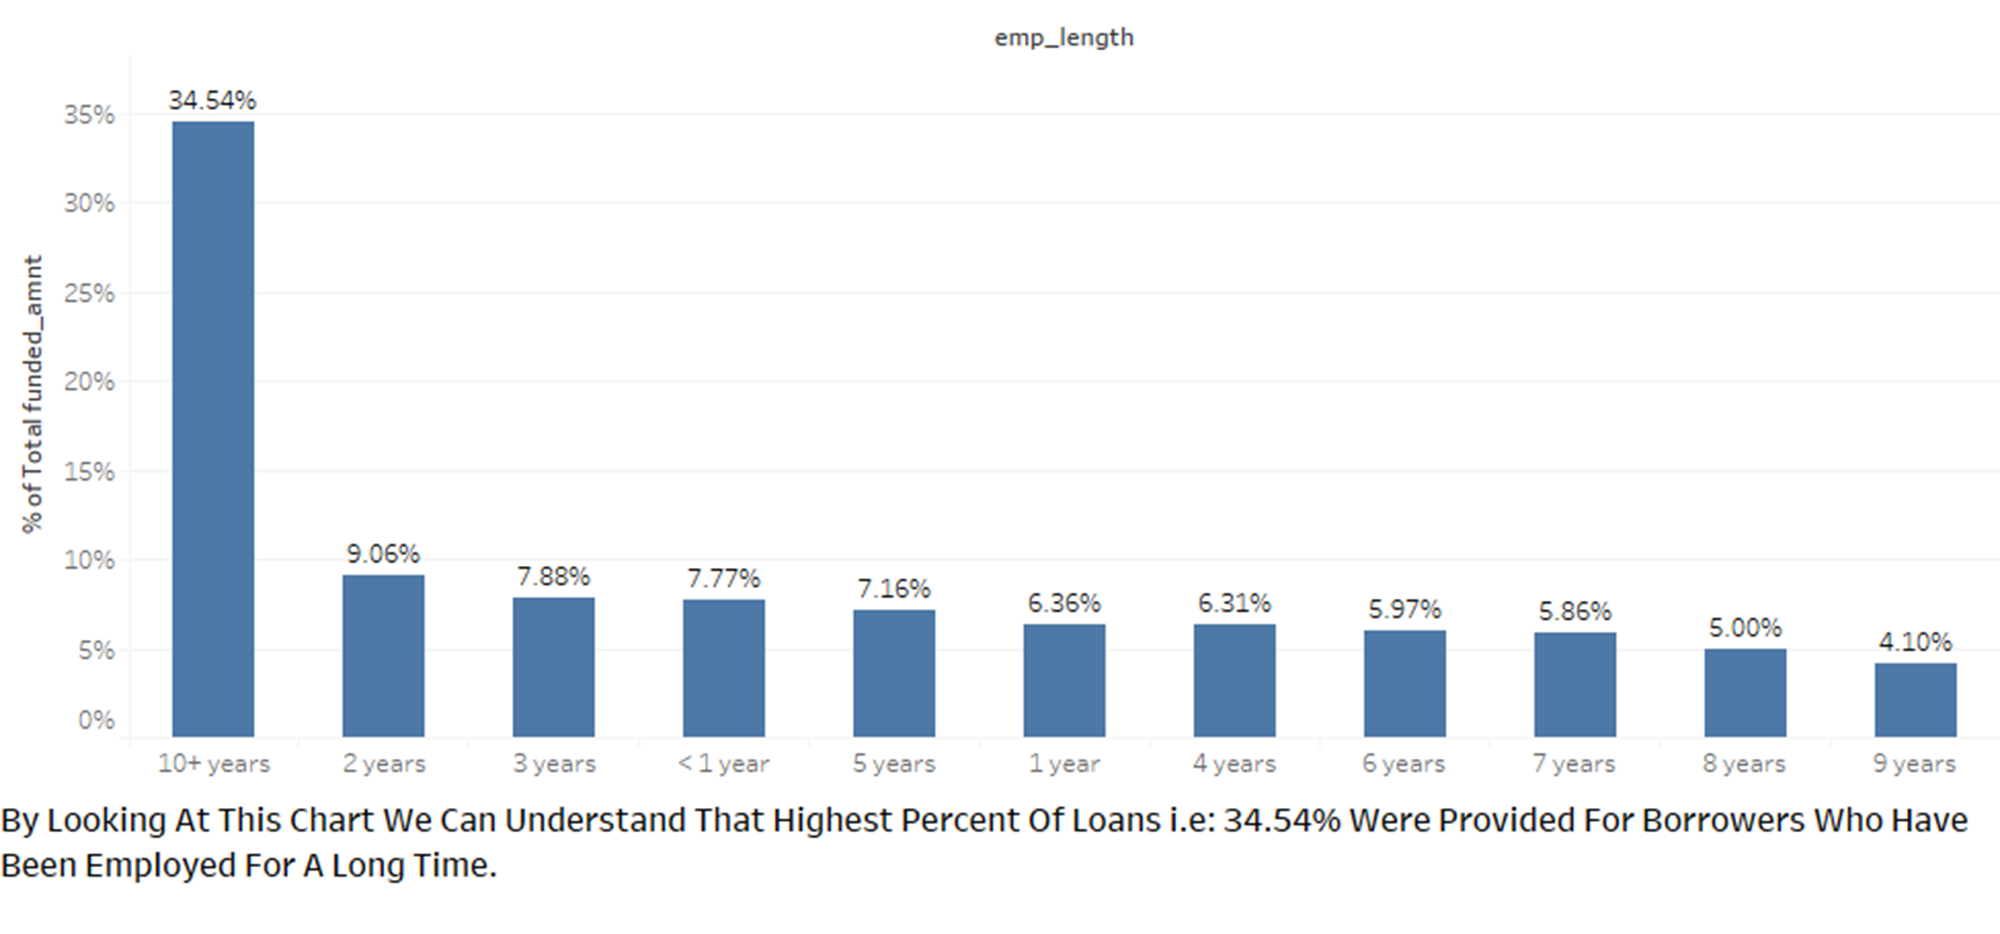 emp_length
% of Total funded_amnt
35%
30%
25%
20%
15%
10%
5%
0%
34.54%
9.06%
7.88%
7.77%
7.16%
6.36%
6.31%
5.97%
5.86%
5.00%
4.10%
10+ years
2 years
3 years
< 1 year
5 years
1 year
4 years
6 years
7 years
8 years
9 years
By Looking At This Chart We Can Understand That Highest Percent Of Loans i.e: 34.54% Were Provided For Borrowers Who Have
Been Employed For A Long Time.